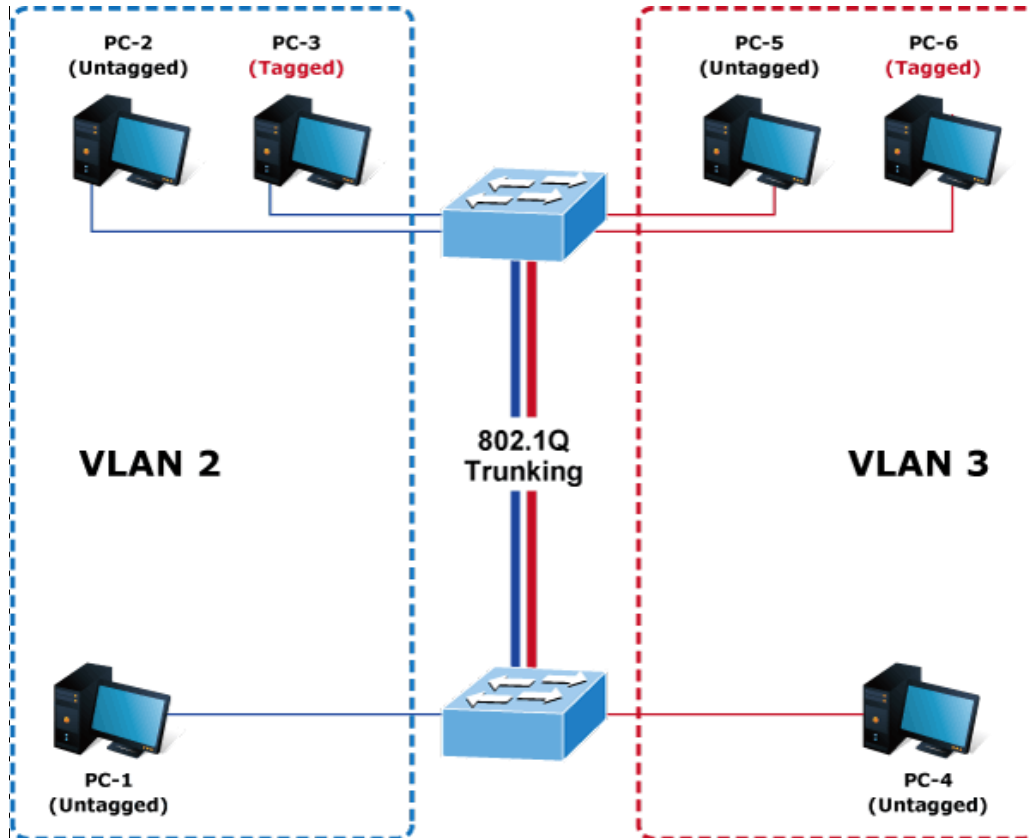 PC-2
(Untagged)
PC-3
(Tagged)
PC-5
(Untagged)
PC-6
(Tagged)
802.1Q
Trunking
VLAN 2
VLAN 3
PC-1
(Untagged)
PC-4
(Untagged)